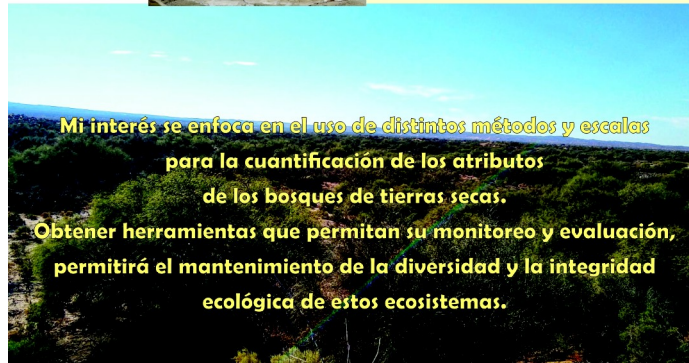 Mi interés se enfoca en el uso de distintos métodos y escalas
para la cuantificación de los atributos
de los bosques de tierras secas.
Obtener herramientas que permitan su monitoreo y evaluación,
permitirá el mantenimiento de la diversidad y la integridad
ecológica de estos ecosistemas.